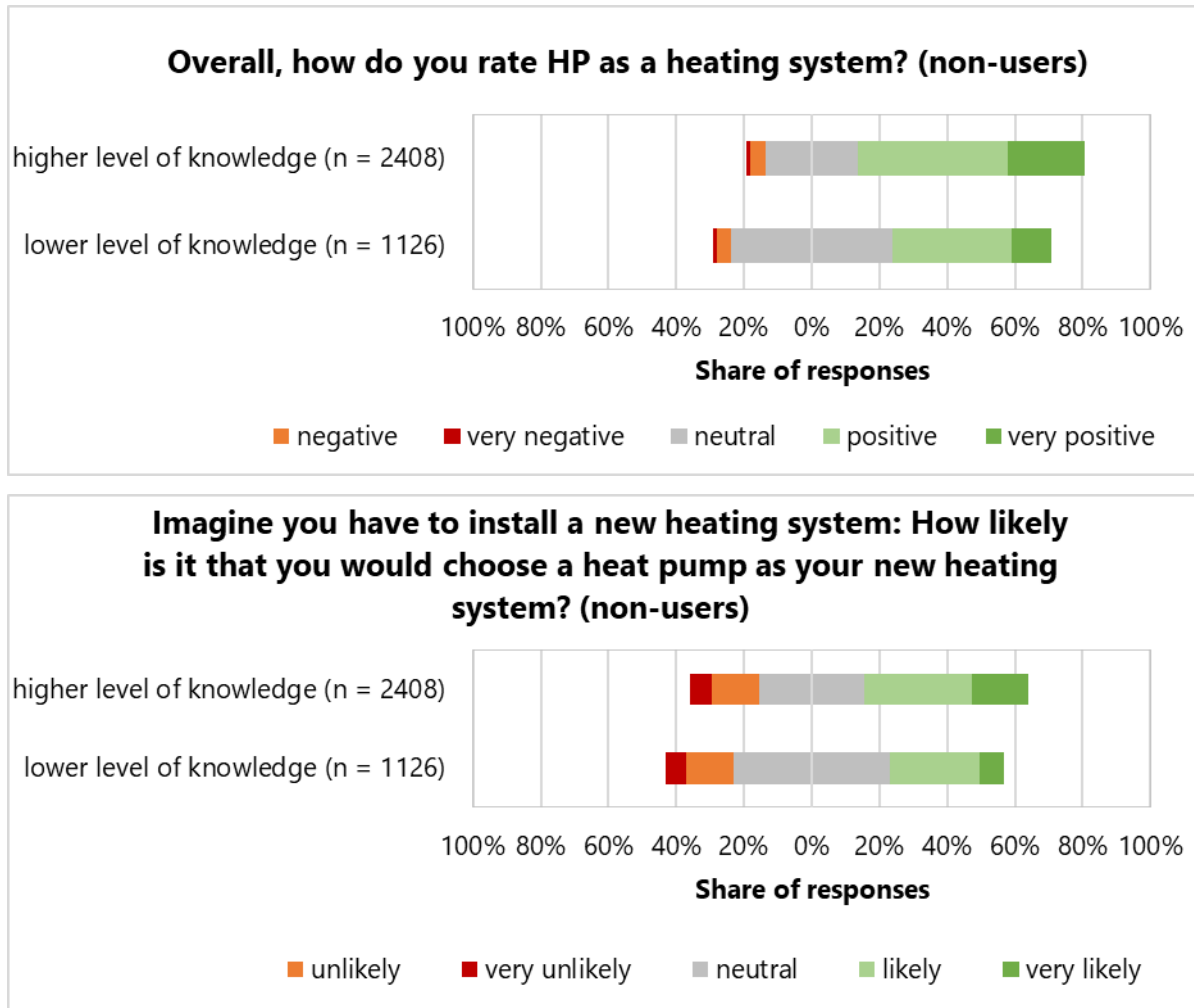 Overall, how do you rate HP as a heating system? (non-users)
higher level of knowledge (n = 2408)
lower level of knowledge (n = 1126)
100% 80% 60% 40% 20% 0% 20% 40% 60% 80% 100%
Share of responses
negative very negative neutral positive very positive
Imagine you have to install a new heating system: How likely
is it that you would choose a heat pump as your new heating
system? (non-users)
higher level of knowledge (n = 2408)
lower level of knowledge (n = 1126)
100% 80% 60% 40% 20% 0% 20% 40% 60% 80% 100%
Share of responses
unlikely very unlikely neutral likely very likely